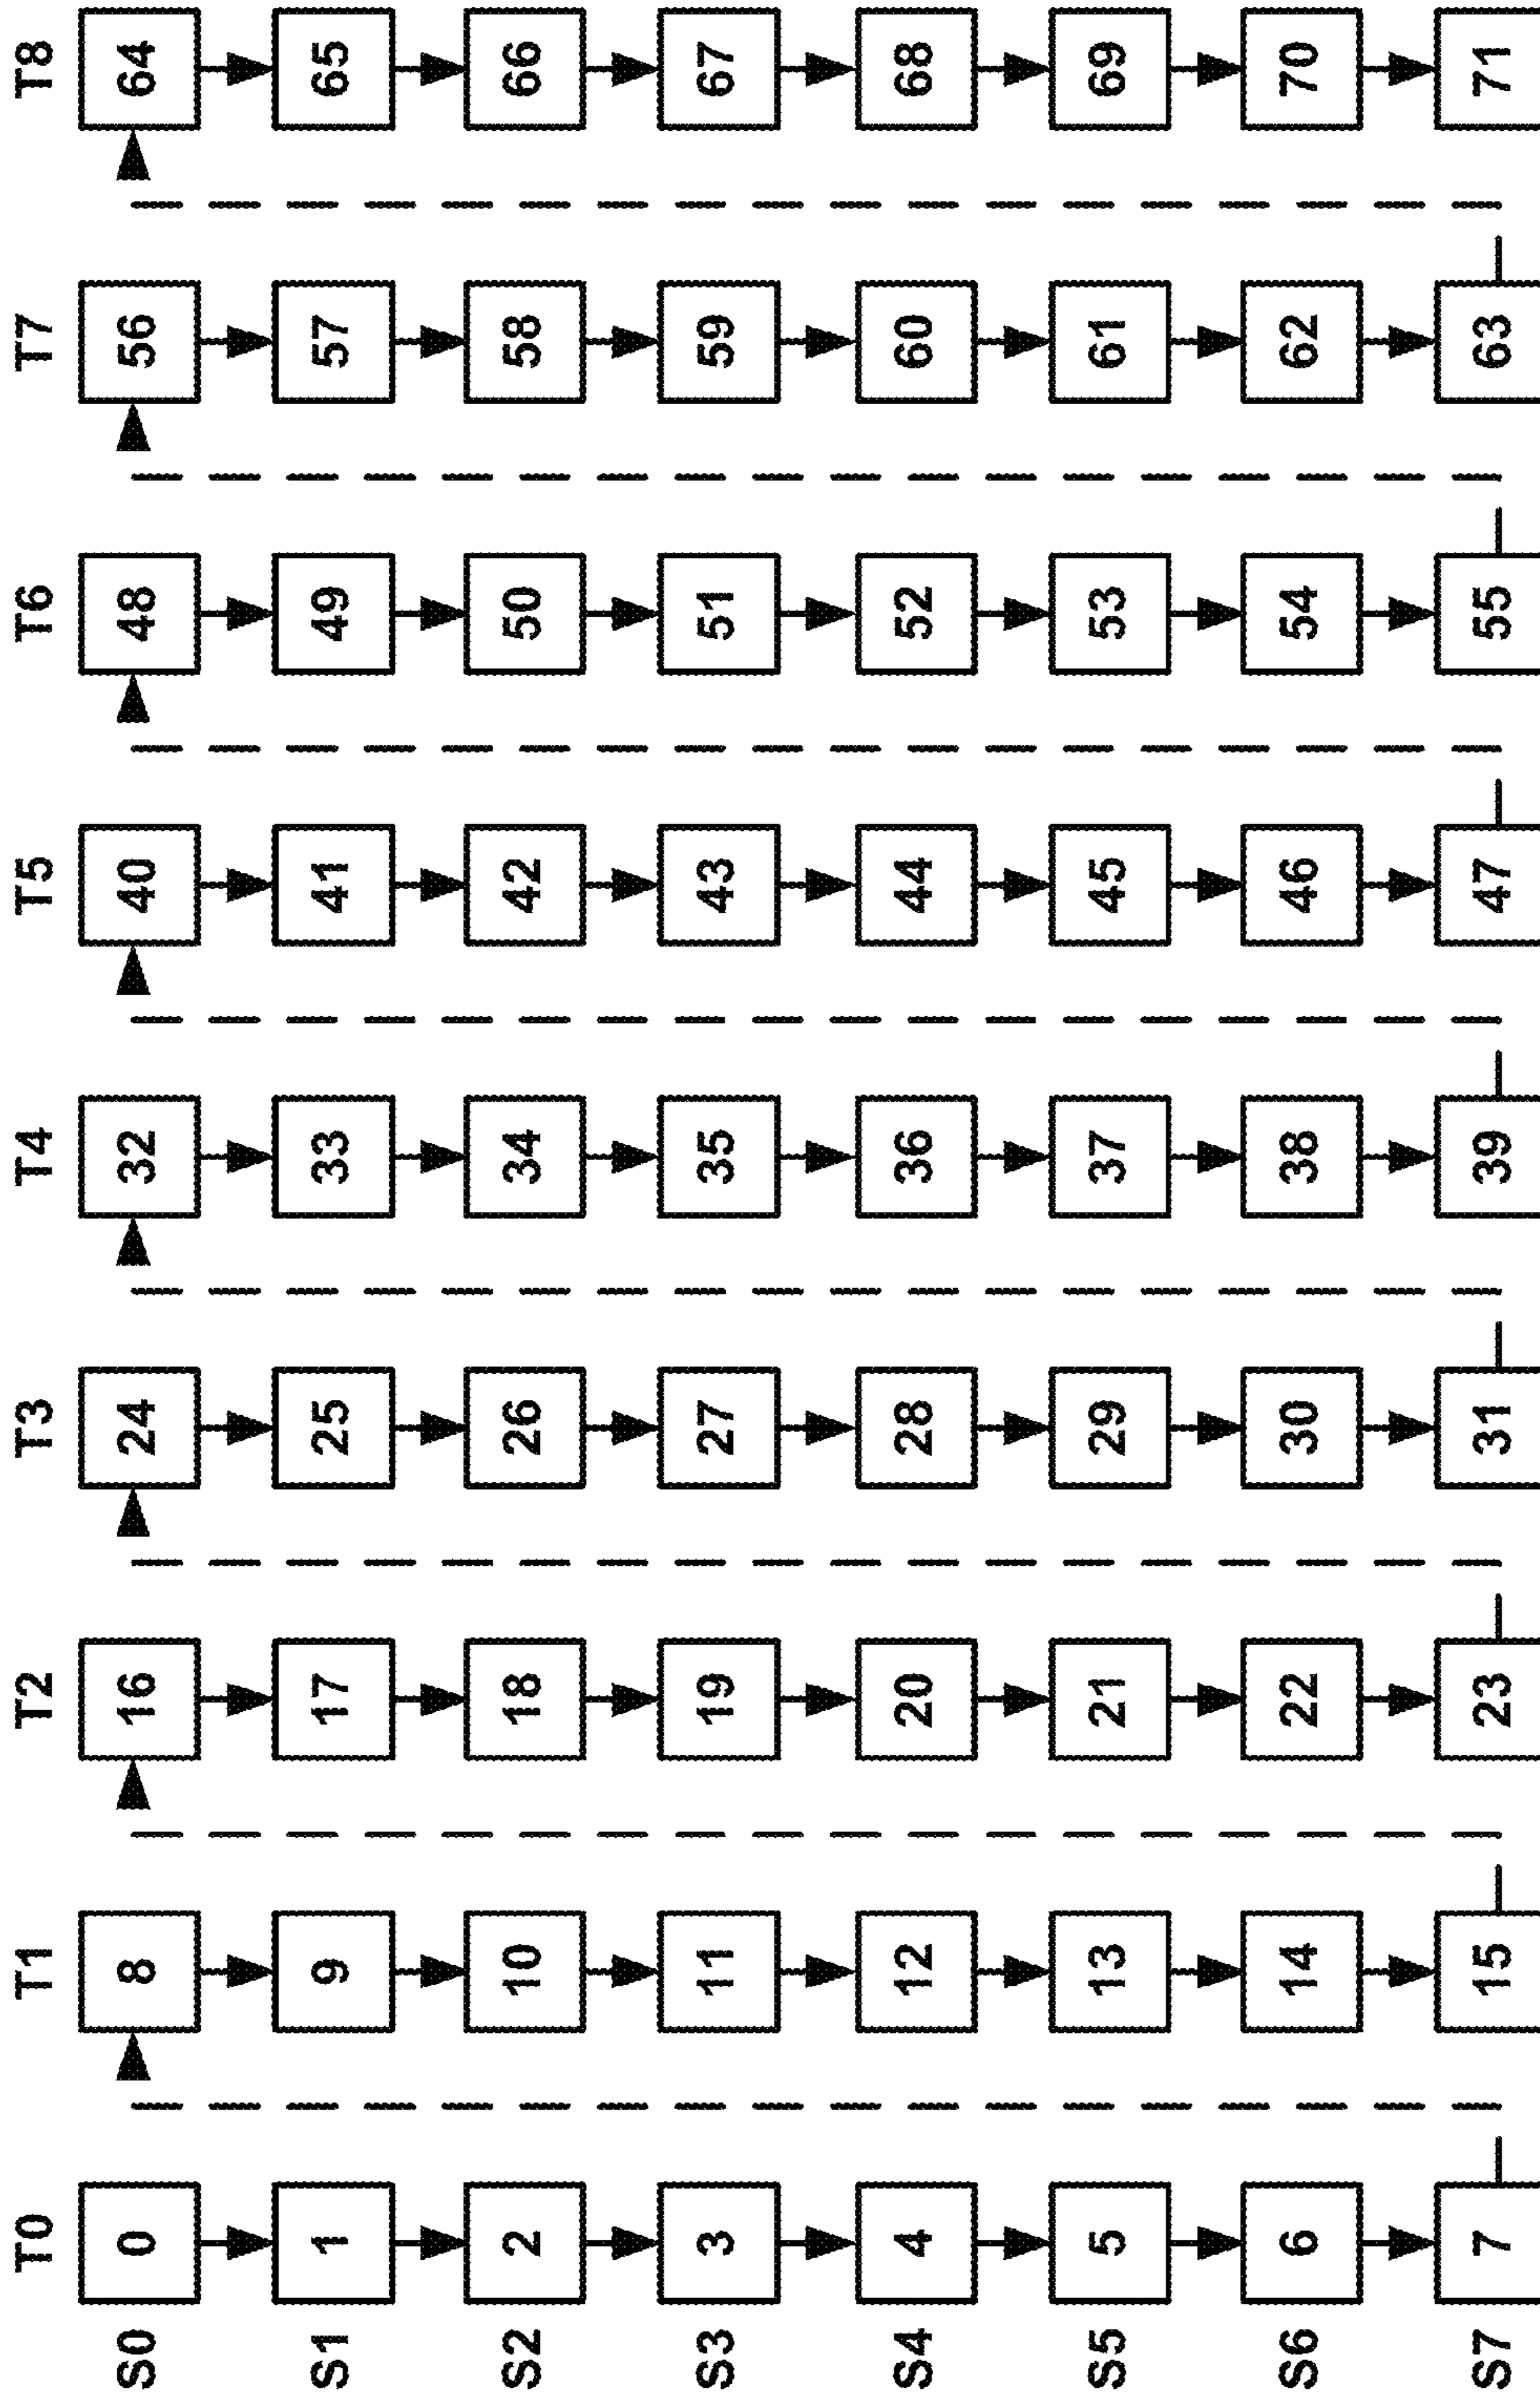 T0 T1 T2 T3 T4 T5 T6 T7 T8
S0 0 8 16 24 32 40 48 56 64
S1 1 9 17 25 33 41 49 57 65
S2 2 10 18 26 34 42 50 58 66
S3 3 11 19 27 35 43 51 59 67
S4 4 12 20 28 36 44 52 60 68
S5 5 13 21 29 37 45 53 61 69
S6 6 14 22 30 38 46 54 62 70
S7 7 15 23 31 39 47 55 63 71